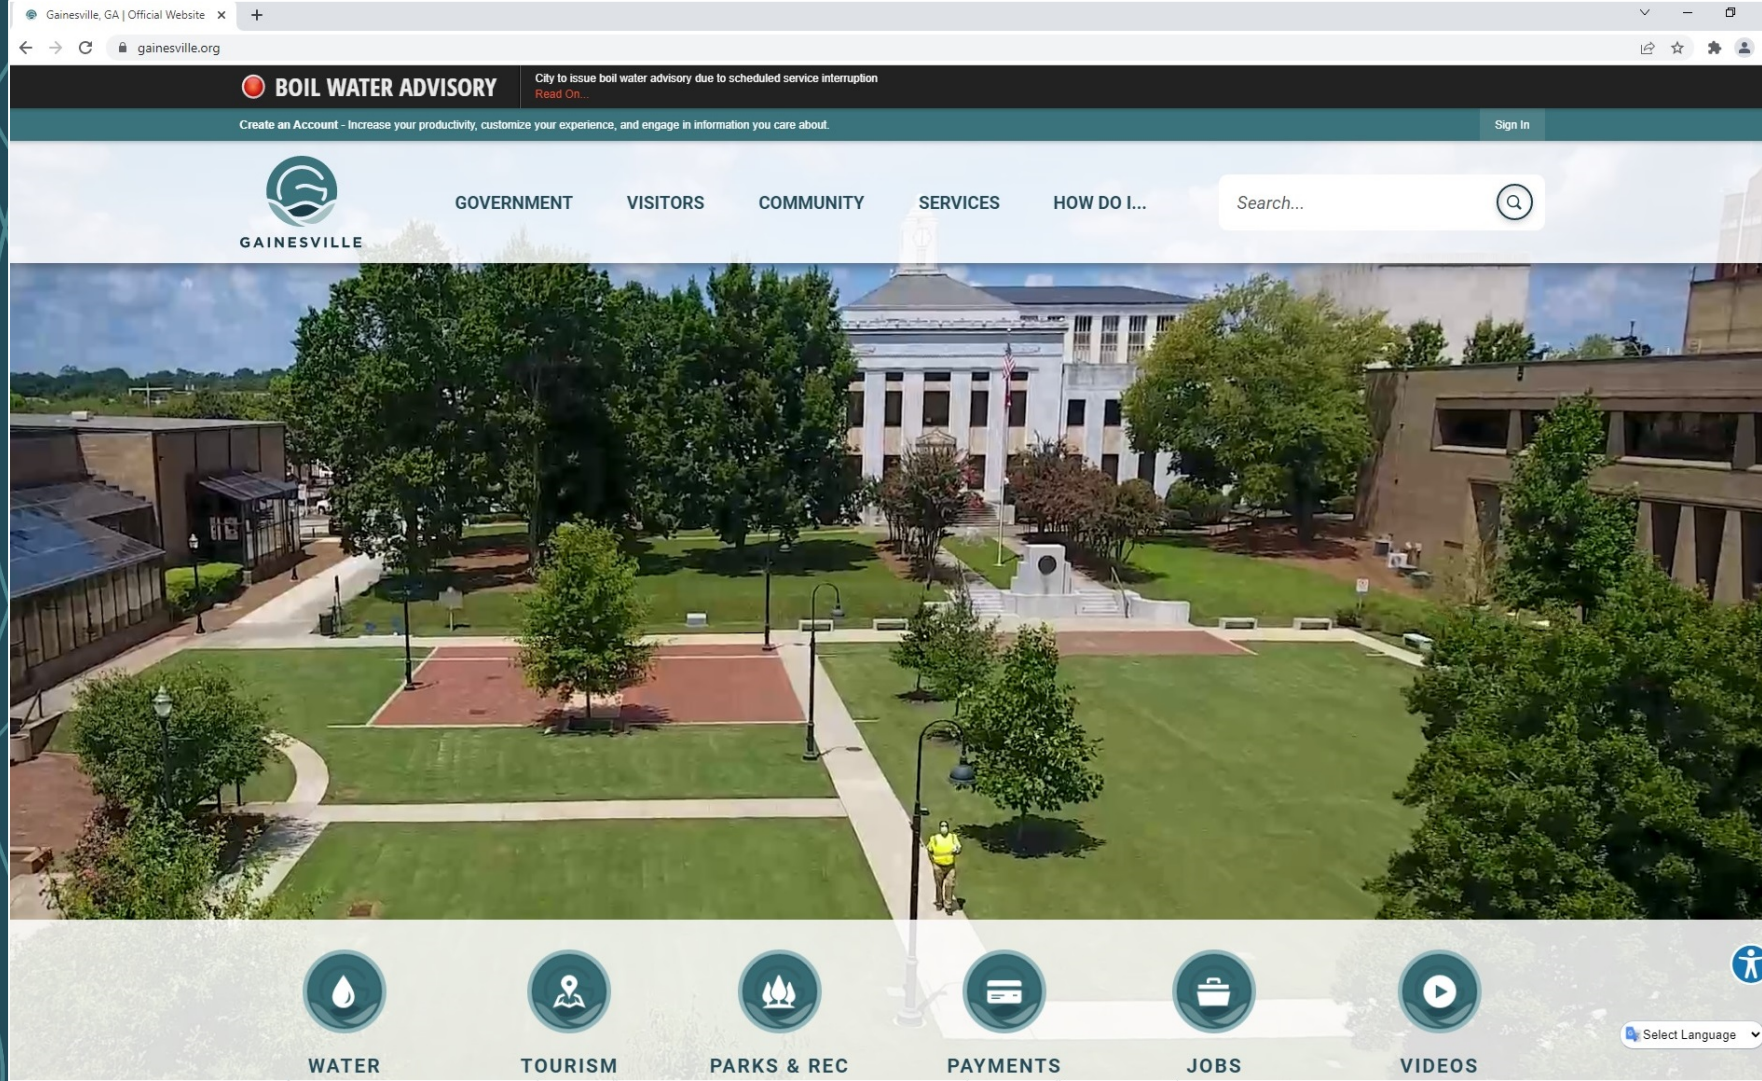 Gainesville, GA | Official Website
gainesville.org
BOIL WATER ADVISORY
City to issue boil water advisory due to scheduled service interruption
Read On...
Create an Account - Increase your productivity, customize your experience, and engage in information you care about.
Sign In
GAINESVILLE
GOVERNMENT
VISITORS
COMMUNITY
SERVICES
HOW DO I...
Search...
WATER
TOURISM
PARKS & REC
PAYMENTS
JOBS
VIDEOS
Select Language